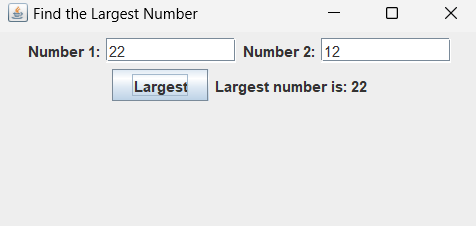 Find the Largest Number
Number 1: 22 Number 2: 12
Largest Largest number is: 22